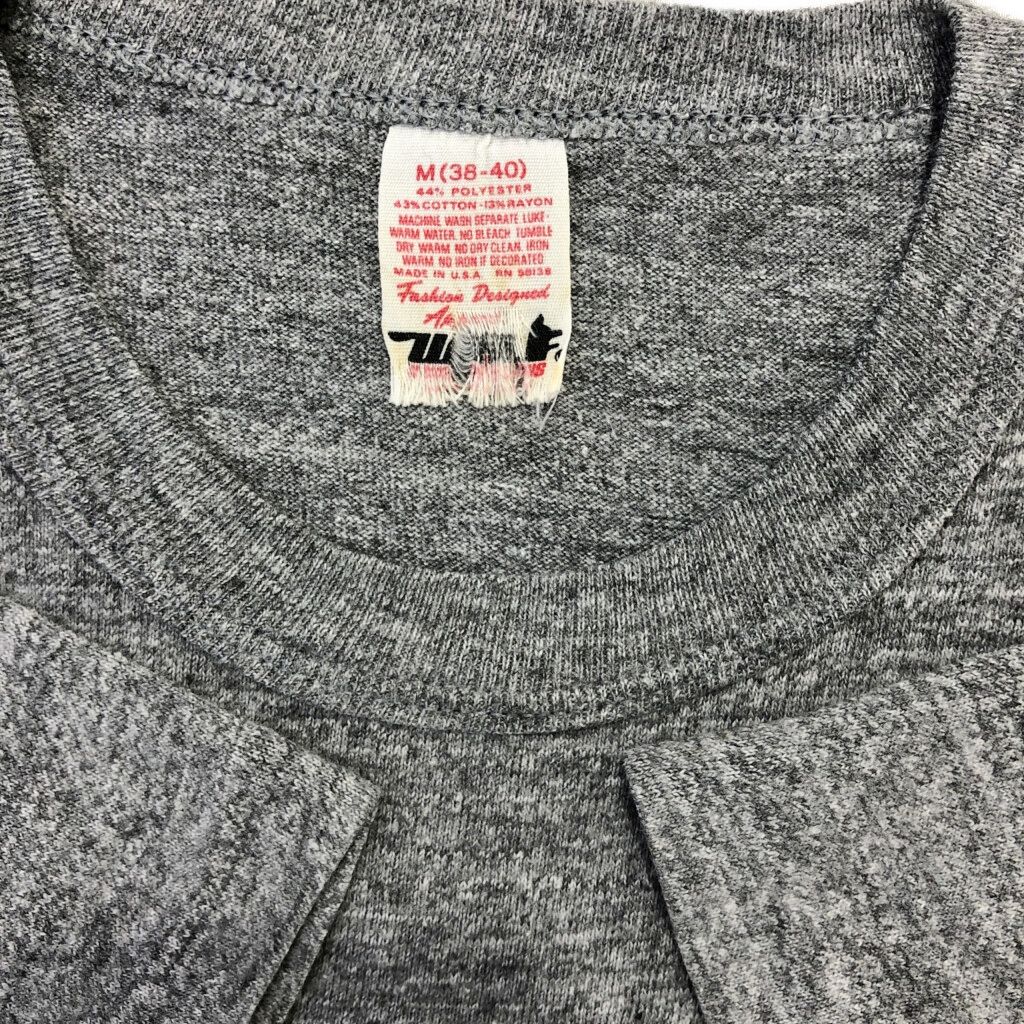 M (38-40)
44% POLYESTER
43% COTTON-13% RAYON
MACHINE WASH SEPARATE LUKE-
WARM WATER. NO BLEACH TUMBLE
DRY WARM NO DRY CLEAN. IRON
WARM NO IRON IF DECORATED
MADE IN U.S.A. RN 58138
Fashion Designed